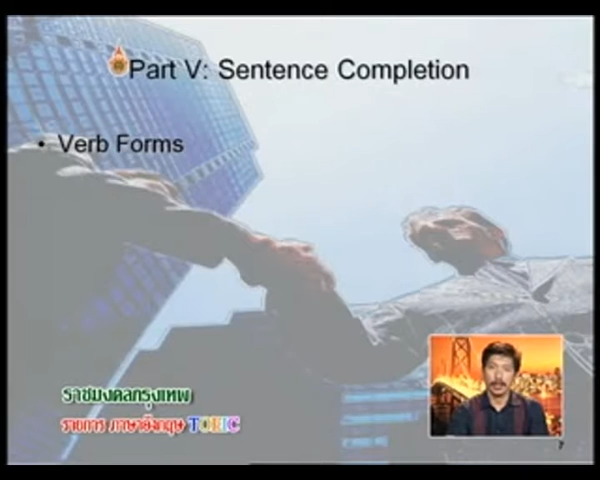 Part V: Sentence Completion
• Verb Forms
ราชมงคลกรุงเทพ
รายการ ภาษาอังกฤษ TOEIC
7